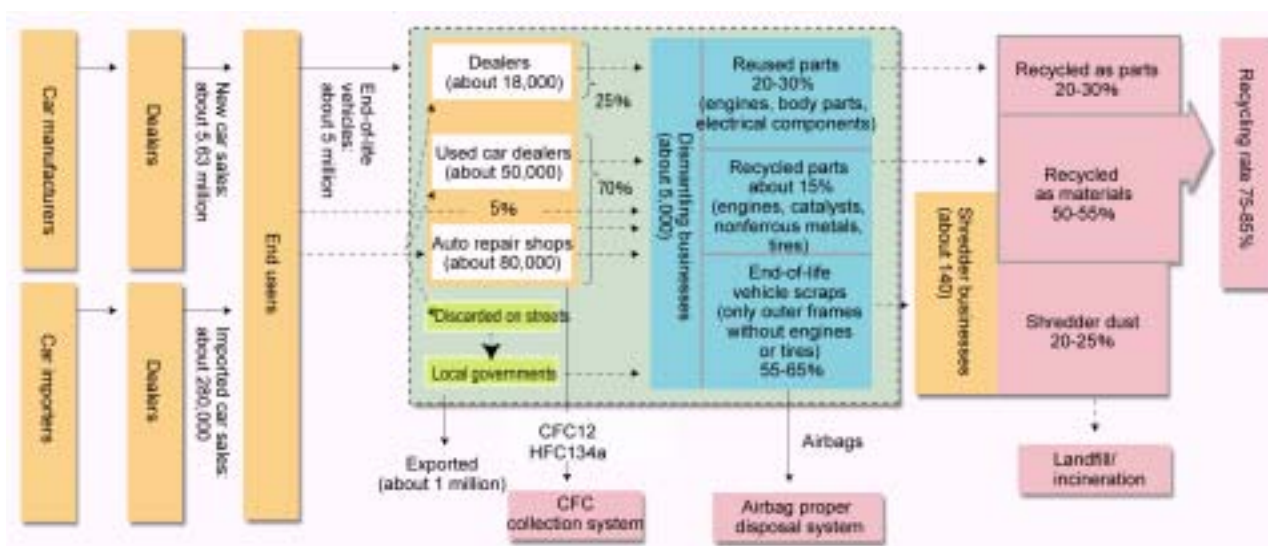 Car manufacturers
Dealers
New car sales:
about 5.63 million
Car importers
Dealers
Imported car sales:
about 280,000
End users
End-of-life
vehicles:
about 5 million
Dealers
(about 18,000)
25%
Used car dealers
(about 50,000)
70%
5%
Auto repair shops
(about 80,000)
*Discarded on streets
Local governments
Exported
(about 1 million)
CFC12
HFC134a
CFC
collection system
Dismantling businesses
(about 5,000)
Reused parts
20-30%
(engines, body parts,
electrical components)
Recycled parts
about 15%
(engines, catalysts,
nonferrous metals,
tires)
End-of-life
vehicle scraps
(only outer frames
without engines
or tires)
55-65%
Airbags
Airbag proper
disposal system
Shredder businesses
(about 140)
Recycled as parts
20-30%
Recycled
as materials
50-55%
Shredder dust
20-25%
Landfill/
incineration
Recycling rate 75-85%